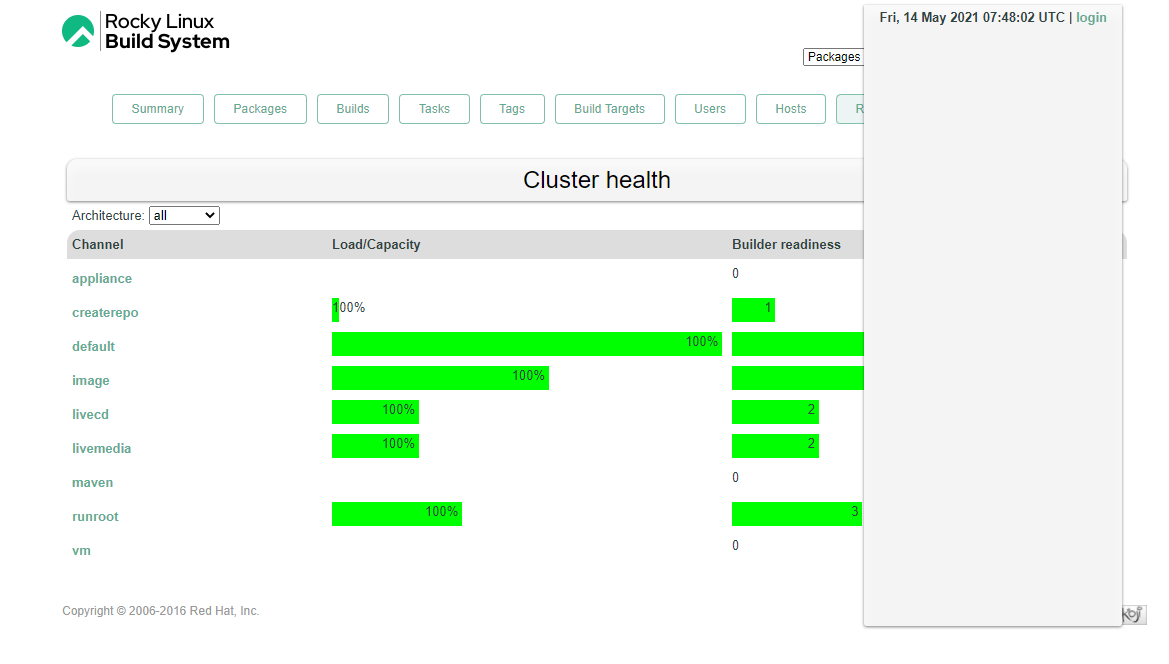 Rocky Linux
Build System
Fri, 14 May 2021 07:48:02 UTC | login
Packages
Summary Packages Builds Tasks Tags Build Targets Users Hosts R
Cluster health
Architecture: all
Channel Load/Capacity Builder readiness
appliance 0
createrepo 100% 1
default 100%
image 100%
livecd 100% 2
livemedia 100% 2
maven 0
runroot 100% 3
vm 0
Copyright © 2006-2016 Red Hat, Inc.
koji